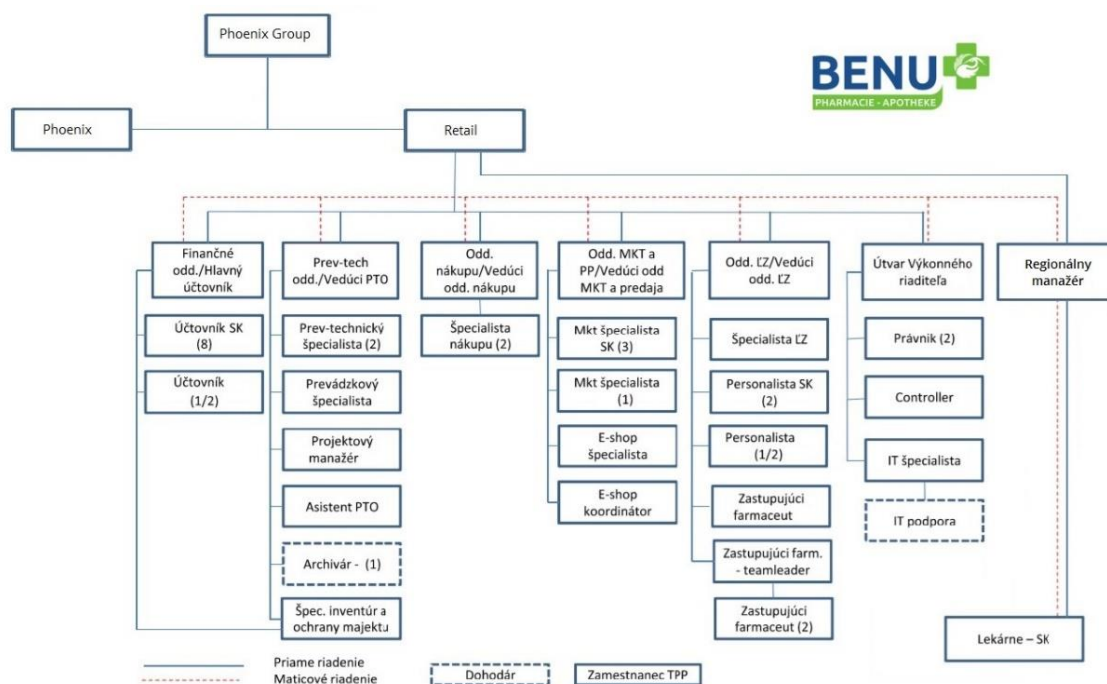 Phoenix Group
BENU
PHARMACIE - APOTHEKE
Phoenix
Retail
Finančné
odd./Hlavný
účtovník
Prev-tech
odd./Vedúci PTO
Odd.
nákupu/Vedúci
odd. nákupu
Odd. MKT a
PP/Vedúci odd
MKT a predaja
Odd. ĽZ/Vedúci
odd. ĽZ
Útvar Výkonného
riaditeľa
Regionálny
manažér
Účtovník SK
(8)
Prev-technický
špecialista (2)
Špecialista
nákupu (2)
Mkt špecialista
SK (3)
Špecialista ĽZ
Právnik (2)
Účtovník
(1/2)
Prevádzkový
špecialista
Mkt špecialista
(1)
Personalista SK
(2)
Controller
Projektový
manažér
E-shop
špecialista
Personalista
(1/2)
IT špecialista
Asistent PTO
E-shop
koordinátor
Zastupujúci
farmaceut
IT podpora
Archivár - (1)
Zastupujúci farm.
- teamleader
Špec. inventúr a
ochrany majektu
Zastupujúci
farmaceut (2)
Lekárne – SK
Priame riadenie
Maticové riadenie
Dohodár
Zamestnanec TPP